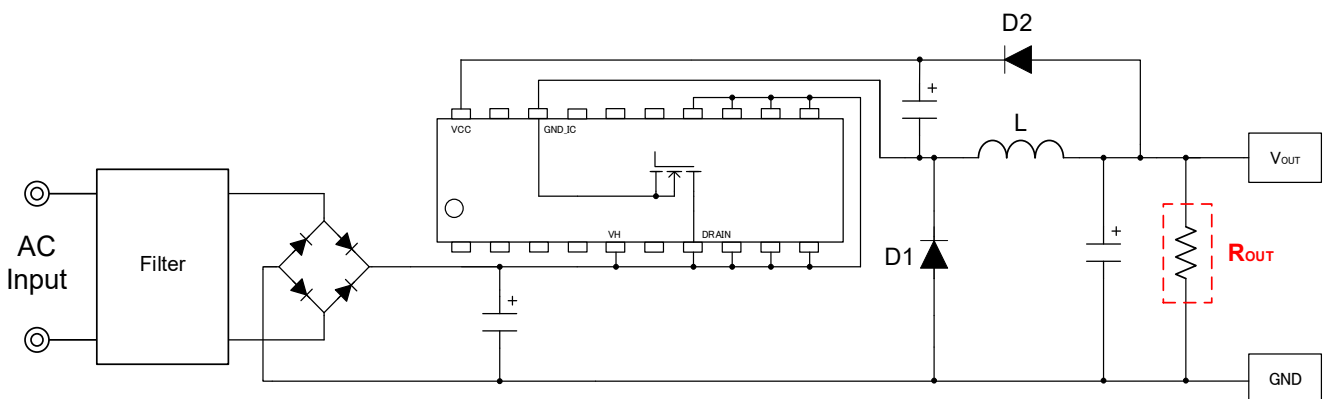 D2
VCC
GND_IC
L
VOUT
VH
DRAIN
D1
ROUT
AC
Input
Filter
GND
+
+
+